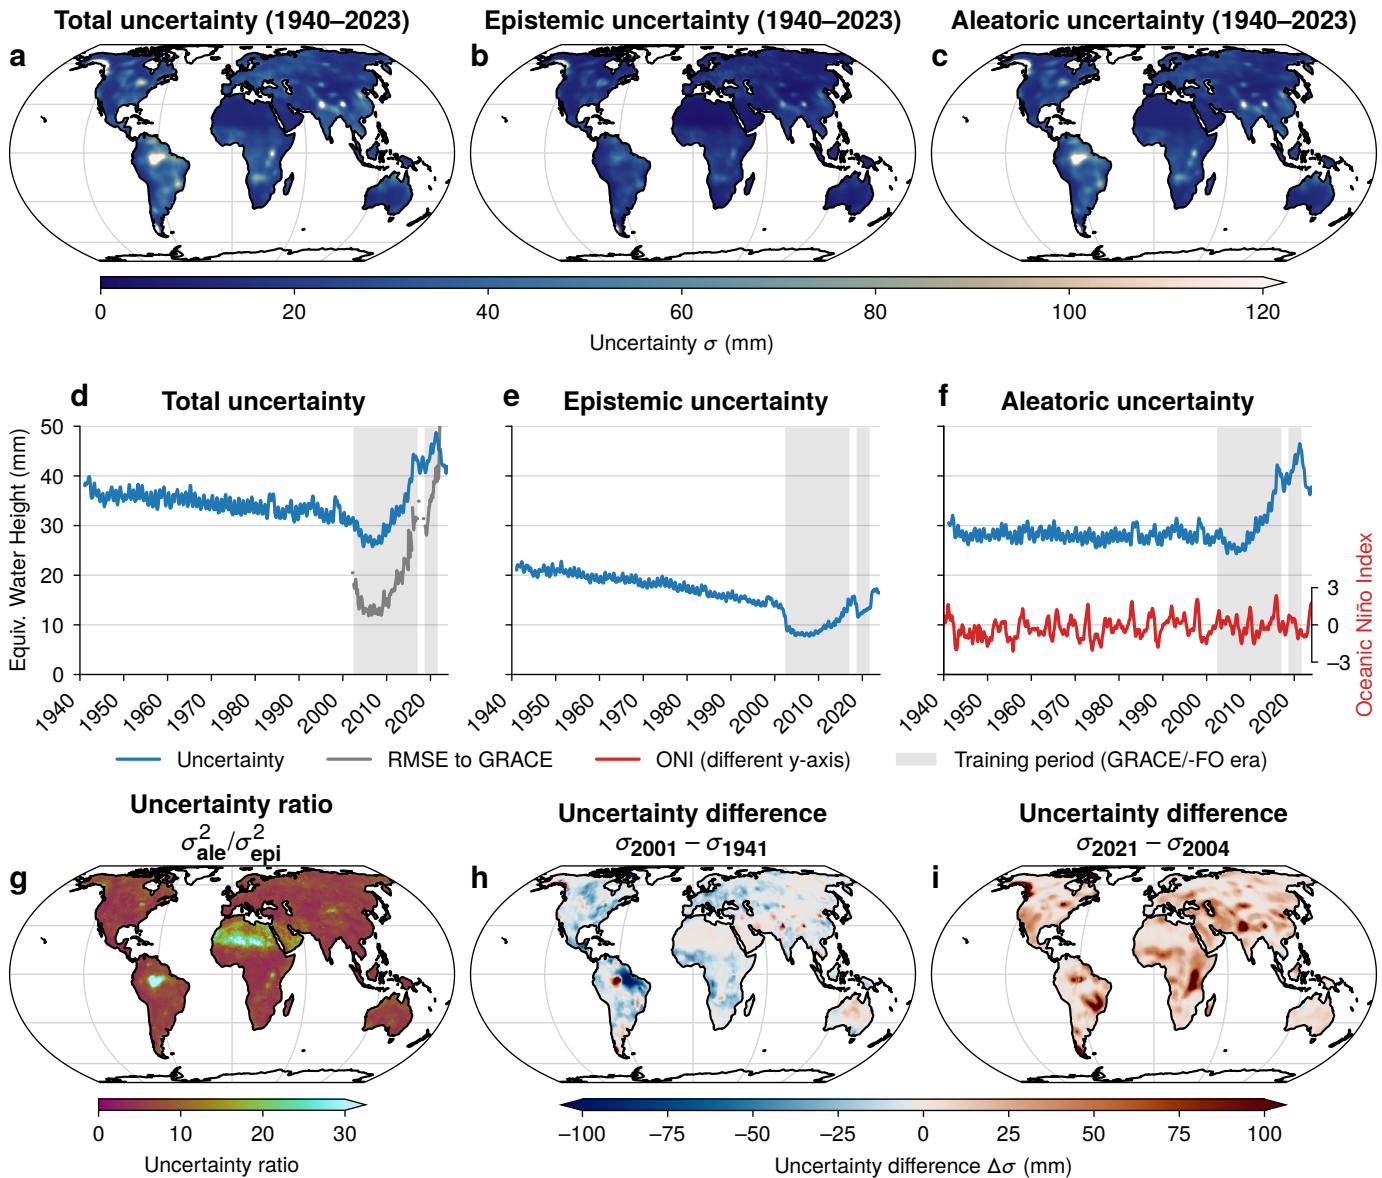 Total uncertainty (1940–2023)
Epistemic uncertainty (1940–2023)
Aleatoric uncertainty (1940–2023)
a
b
c
0 20 40 60 80 100 120
Uncertainty σ (mm)
d
Total uncertainty
e
Epistemic uncertainty
f
Aleatoric uncertainty
Equiv. Water Height (mm)
50
40
30
20
10
0
1940 1950 1960 1970 1980 1990 2000 2010 2020
1940 1950 1960 1970 1980 1990 2000 2010 2020
1940 1950 1960 1970 1980 1990 2000 2010 2020
3
0
−3
Oceanic Niño Index
Uncertainty
RMSE to GRACE
ONI (different y-axis)
Training period (GRACE/-FO era)
Uncertainty ratio
σ²ale/σ²epi
Uncertainty difference
σ2001 − σ1941
Uncertainty difference
σ2021 − σ2004
g
h
i
0 10 20 30
Uncertainty ratio
−100 −75 −50 −25 0 25 50 75 100
Uncertainty difference Δσ (mm)